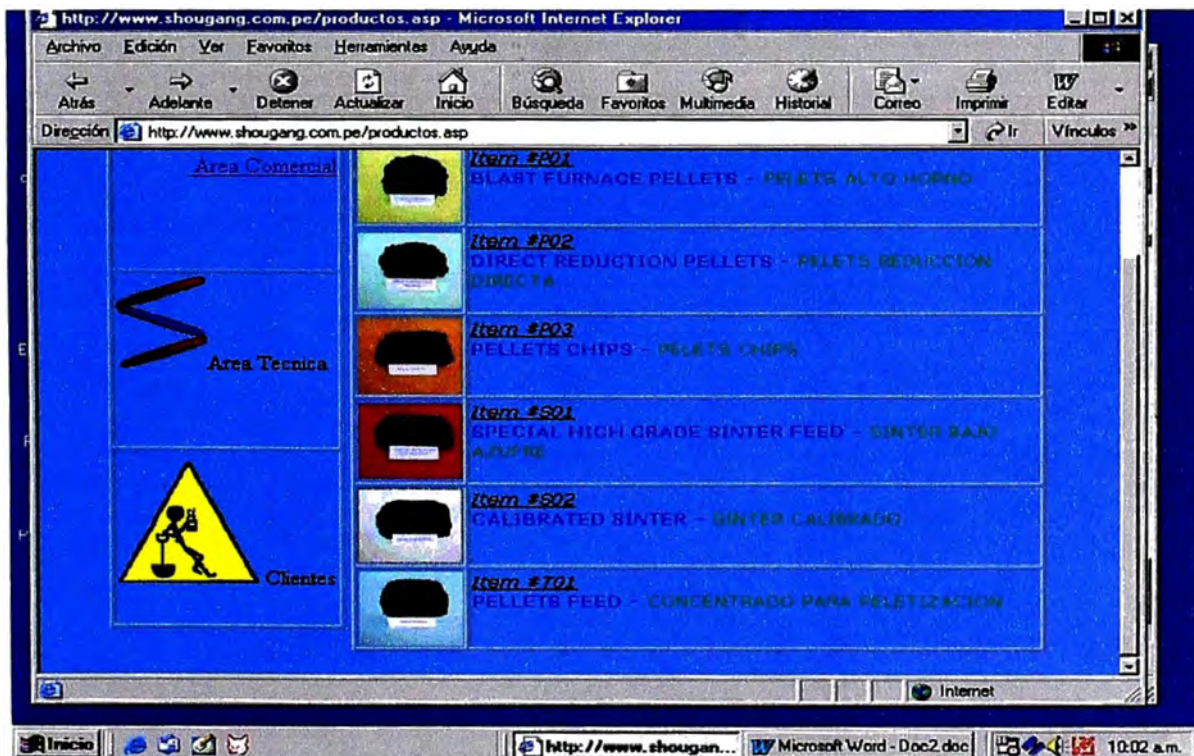 http://www.shougang.com.pe/productos.asp - Microsoft Internet Explorer
Archivo Edición Ver Favoritos Herramientas Ayuda
Atrás Adelante Detener Actualizar Inicio Búsqueda Favoritos Multimedia Historial Correo Imprimir Editar
Dirección http://www.shougang.com.pe/productos.asp Ir Vínculos »
Area Comercial
Item #P01
BLAST FURNACE PELLETS - PELETS ALTO HORNO
Item #P02
DIRECT REDUCTION PELLETS - PELETS REDUCCION
DIRECTA
Area Tecnica
Item #P03
PELLETS CHIPS - PELETS CHIPS
Item #S01
SPECIAL HIGH GRADE SINTER FEED - SINTER BAJO
AZUFRE
Item #S02
CALIBRATED SINTER - SINTER CALIBRADO
Clientes
Item #T01
PELLETS FEED - CONCENTRADO PARA PELETIZACION
Internet
Inicio http://www.shougan... Microsoft Word - Doc2.doc 10:02 a.m.